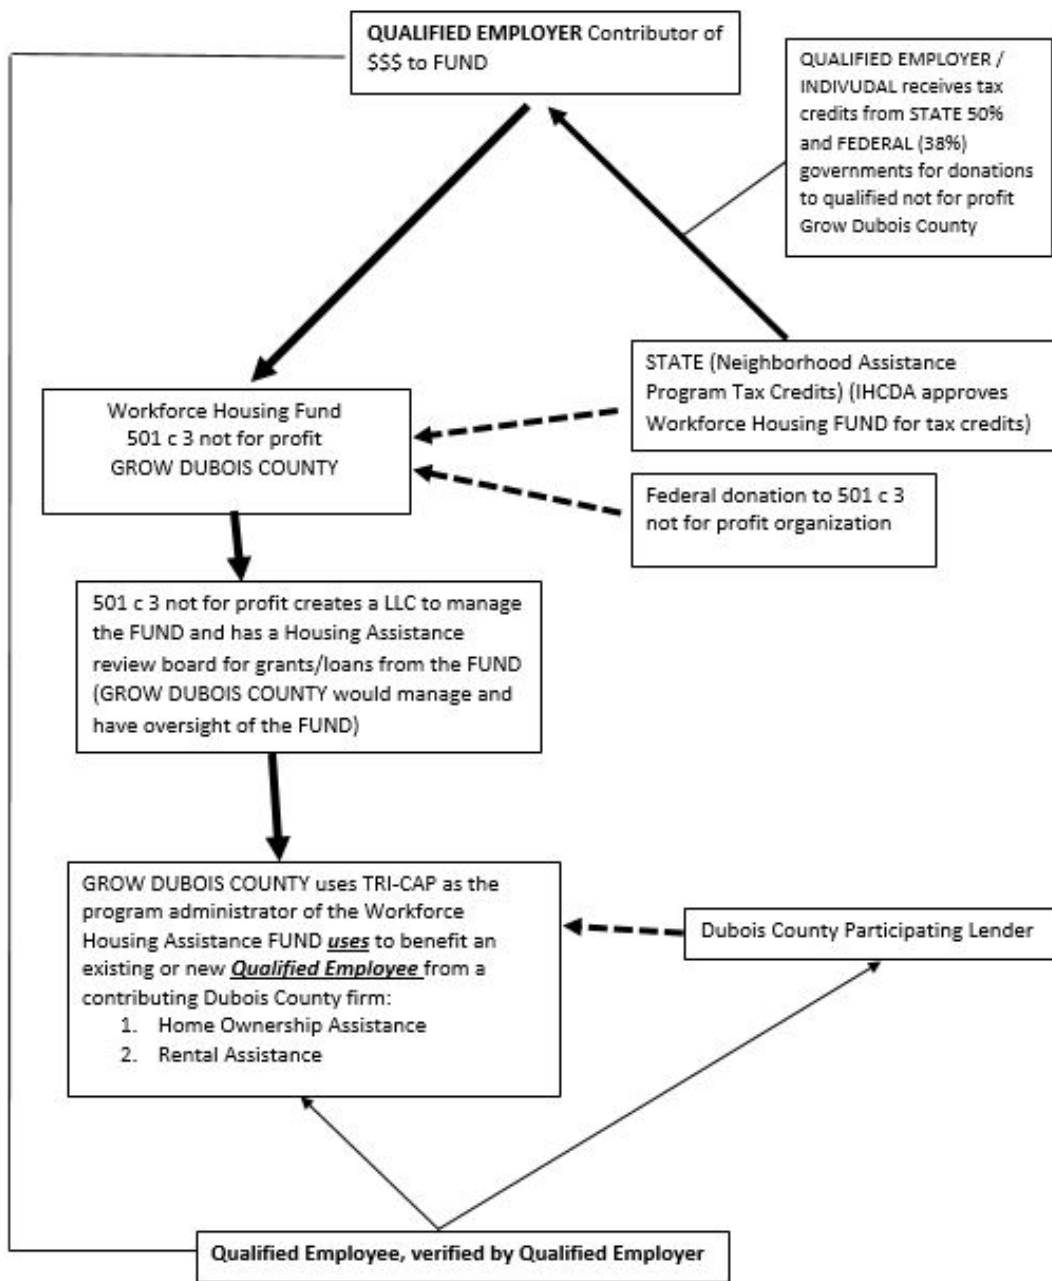 QUALIFIED EMPLOYER Contributor of
$$$ to FUND
QUALIFIED EMPLOYER /
INDIVUDAL receives tax
credits from STATE 50%
and FEDERAL (38%)
governments for donations
to qualified not for profit
Grow Dubois County
STATE (Neighborhood Assistance
Program Tax Credits) (IHCDA approves
Workforce Housing FUND for tax credits)
Workforce Housing Fund
501 c 3 not for profit
GROW DUBOIS COUNTY
Federal donation to 501 c 3
not for profit organization
501 c 3 not for profit creates a LLC to manage
the FUND and has a Housing Assistance
review board for grants/loans from the FUND
(GROW DUBOIS COUNTY would manage and
have oversight of the FUND)
GROW DUBOIS COUNTY uses TRI-CAP as the
program administrator of the Workforce
Housing Assistance FUND uses to benefit an
existing or new Qualified Employee from a
contributing Dubois County firm:
1. Home Ownership Assistance
2. Rental Assistance
Dubois County Participating Lender
Qualified Employee, verified by Qualified Employer